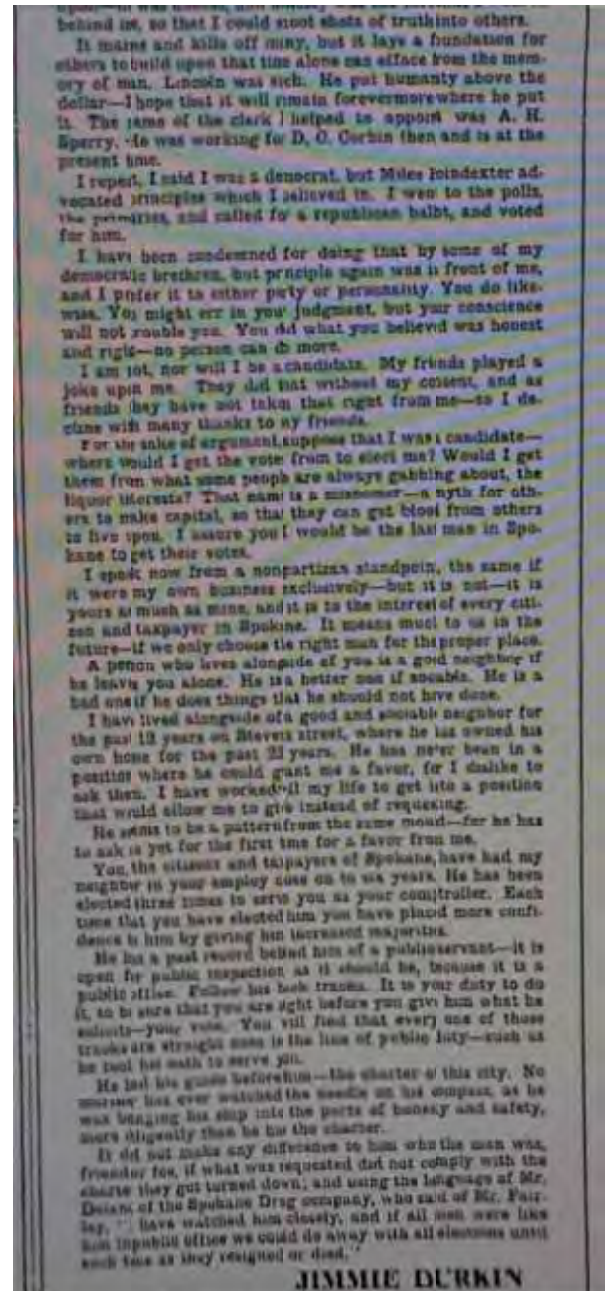 behind me, so that I could shoot shots of truth into others.
It maims and kills off many, but it lays a foundation for
others to build upon that time alone can efface from the mem-
ory of man. Lincoln was such. He put humanity above the
dollar—I hope that it will remain forevermore where he put
it. The name of the clerk I helped to appoint was A. H.
Sperry. He was working for D. C. Corbin then and is at the
present time.
I repeat, I said I was a democrat, but Miles Poindexter ad-
vocated principles which I believed in. I went to the polls,
the primaries, and called for a republican ballot, and voted
for him.
I have been condemned for doing that by some of my
democratic brethren, but principle again was in front of me,
and I prefer it to either party or personality. You do like-
wise. You might err in your judgment, but your conscience
will not trouble you. You did what you believed was honest
and right—no person can do more.
I am not, nor will I be a candidate. My friends played a
joke upon me. They did that without my consent, and as
friends they have not taken that right from me—so I de-
cline with many thanks to my friends.
For the sake of argument, suppose that I was a candidate—
where would I get the vote from to elect me? Would I get
them from what some people are always gabbing about, the
liquor interests? That name is a misnomer—a myth for oth-
ers to make capital, so that they can get blood from others
to live upon. I assure you I would be the last man in Spo-
kane to get their votes.
I speak now from a nonpartizan standpoint, the same if
it were my own business exclusively—but it is not—it is
yours as much as mine, and it is to the interest of every citi-
zen and taxpayer in Spokane. It means much to us in the
future—if we only choose the right man for the proper place.
A person who lives alongside of you is a good neighbor if
he leaves you alone. He is a better one if sociable. He is a
bad one if he does things that he should not have done.
I have lived alongside of a good and sociable neighbor for
the past 13 years on Stevens street, where he has owned his
own home for the past 23 years. He has never been in a
position where he could grant me a favor, for I dislike to
ask them. I have worked all my life to get into a position
that would allow me to give instead of requesting.
He seems to be a pattern from the same mould—for he has
to ask as yet for the first time for a favor from me.
You, the citizens and taxpayers of Spokane, have had my
neighbor in your employ close on to six years. He has been
elected three times to serve you as your comptroller. Each
time that you have elected him you have placed more confi-
dence in him by giving him increased majorities.
He has a past record behind him of a public servant—it is
open for public inspection as it should be, because it is a
public office. Follow his back tracks. It is your duty to do
it, to be sure that you are right before you give him what he
solicits—your vote. You will find that every one of those
tracks are straight ones in the line of public duty—such as
he took his oath to serve you.
He had his guide before him—the charter of this city. No
mariner has ever watched the needle on his compass, as he
was bringing his ship into the ports of honesty and safety,
more diligently than he has the charter.
It did not make any difference to him who the man was,
friend or foe, if what was requested did not comply with the
charter they got turned down; and using the language of Mr.
of the Spokane Drug company, who said of Mr. Fair-
ley, "I have watched him closely, and if all men were like
him in public office we could do away with all elections until
such time as they resigned or died."
JIMMIE DURKIN